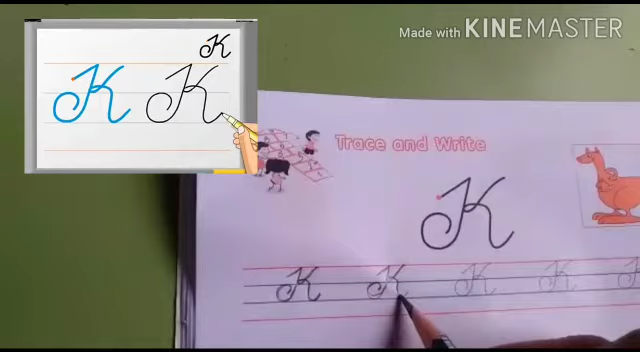 Made with KINEMASTER
K
K K
Trace and Write
K
K K K K K